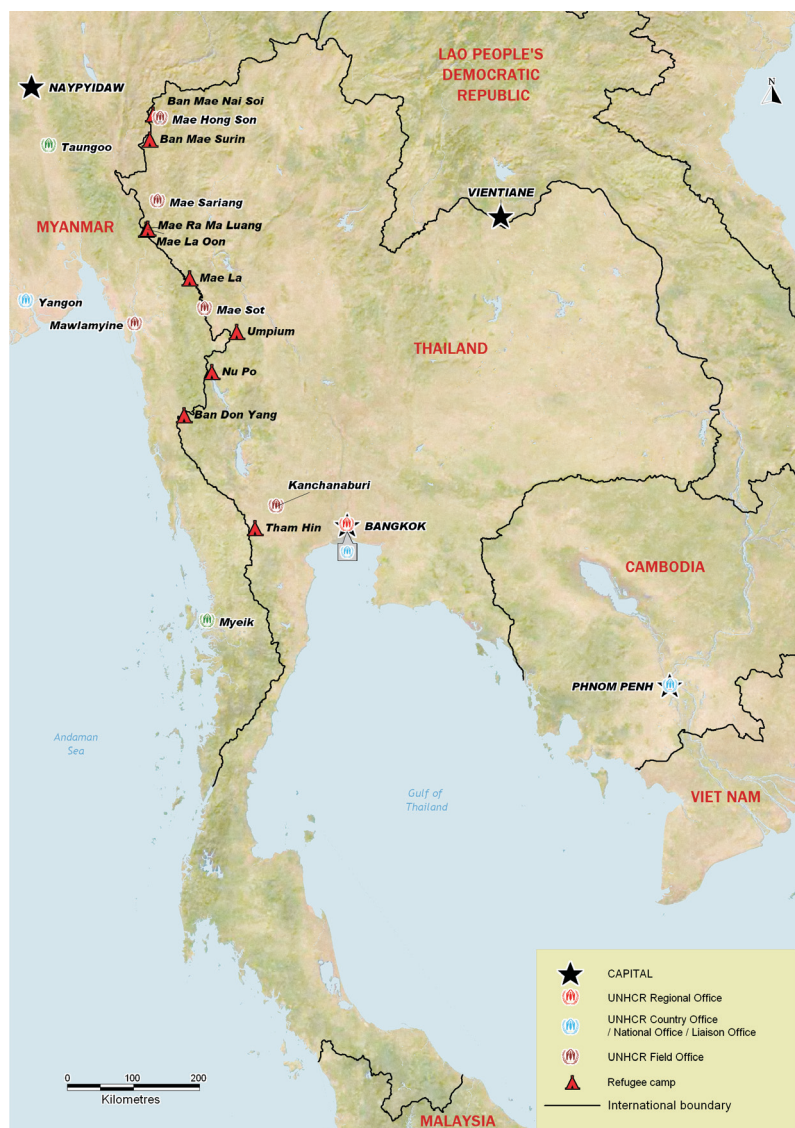 LAO PEOPLE'S
DEMOCRATIC
REPUBLIC
N
NAYPYIDAW
Ban Mae Nai Soi
Mae Hong Son
Ban Mae Surin
Taungoo
Mae Sariang
VIENTIANE
MYANMAR
Mae Ra Ma Luang
Mae La Oon
Mae La
Yangon
Mae Sot
Mawlamyine
Umpium
THAILAND
Nu Po
Ban Don Yang
Kanchanaburi
Tham Hin
BANGKOK
CAMBODIA
Myeik
PHNOM PENH
Andaman
Sea
Gulf of
Thailand
VIET NAM
CAPITAL
UNHCR Regional Office
UNHCR Country Office
/ National Office / Liaison Office
UNHCR Field Office
Refugee camp
International boundary
0 100 200
Kilometres
MALAYSIA